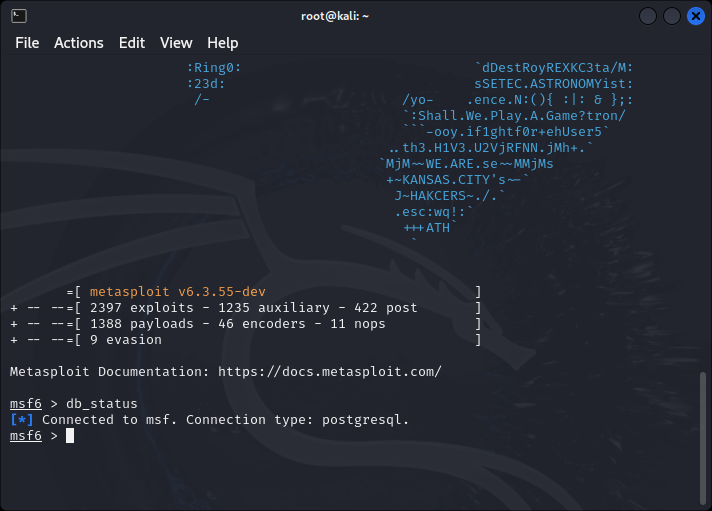 root@kali: ~
File Actions Edit View Help
:Ring0: `dDestRoyREXKC3ta/M:
:23d: sSETEC.ASTRONOMYist:
/- /yo- .ence.N:(){ :|: & };:
`:Shall.We.Play.A.Game?tron/
```-ooy.if1ghtf0r+ehUser5`
..th3.H1V3.U2VjRFNN.jMh+.`
`MjM~~WE.ARE.se~~MMjMs
+~KANSAS.CITY's~-`
J~HAKCERS~./.`
.esc:wq!:`
+++ATH`
`
=[ metasploit v6.3.55-dev ]
+ -- --=[ 2397 exploits - 1235 auxiliary - 422 post ]
+ -- --=[ 1388 payloads - 46 encoders - 11 nops ]
+ -- --=[ 9 evasion ]
Metasploit Documentation: https://docs.metasploit.com/
msf6 > db_status
[*] Connected to msf. Connection type: postgresql.
msf6 >